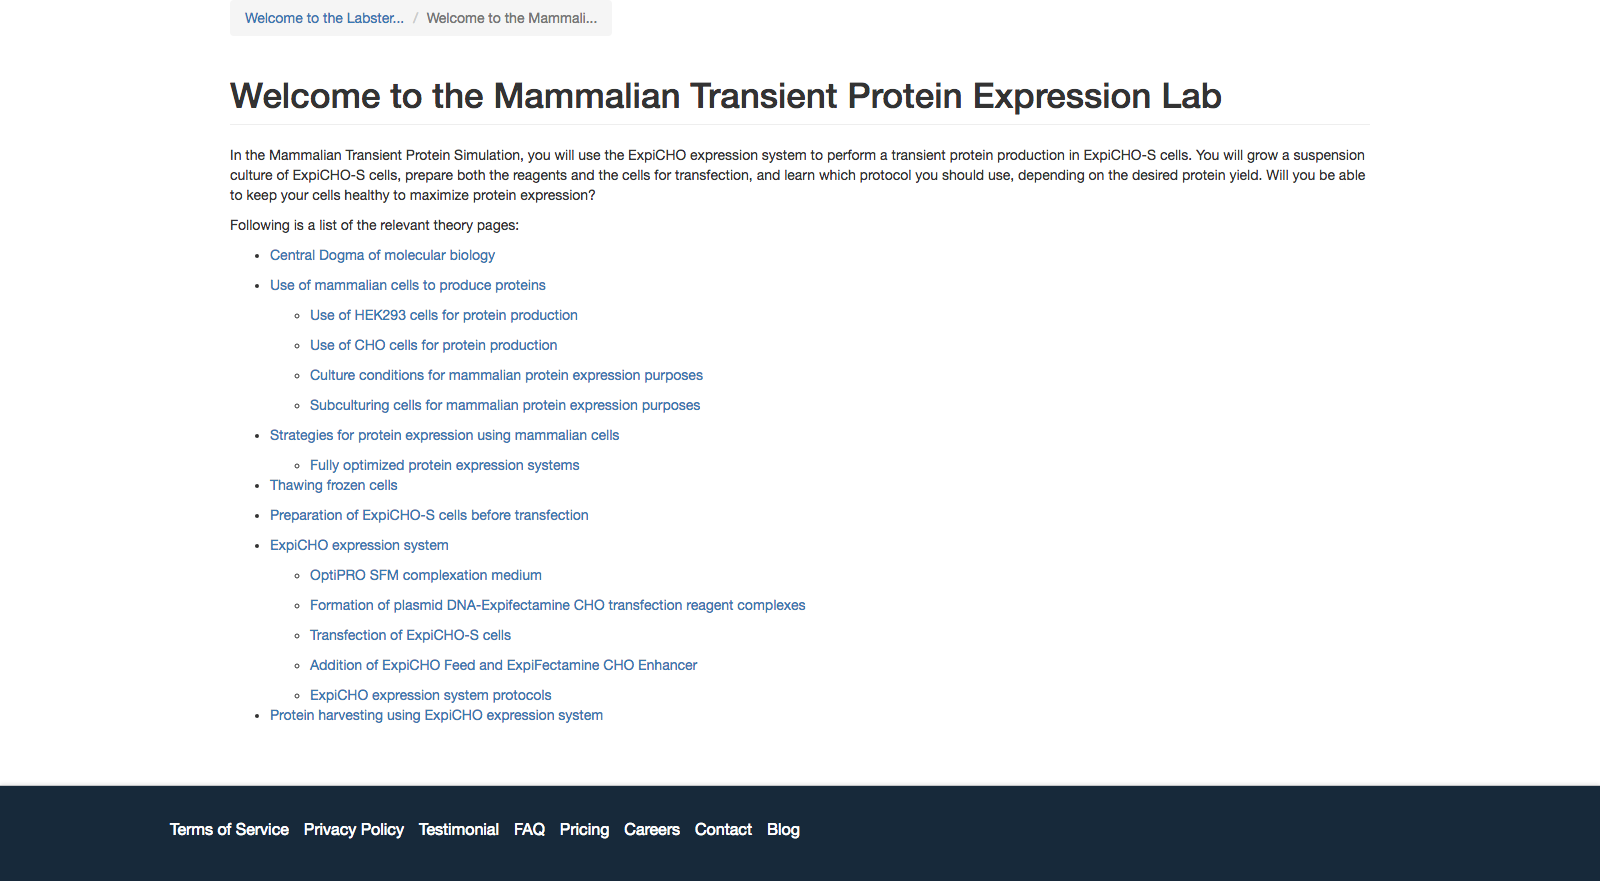 Welcome to the Labster... / Welcome to the Mammali...
Welcome to the Mammalian Transient Protein Expression Lab
In the Mammalian Transient Protein Simulation, you will use the ExpiCHO expression system to perform a transient protein production in ExpiCHO-S cells. You will grow a suspension
culture of ExpiCHO-S cells, prepare both the reagents and the cells for transfection, and learn which protocol you should use, depending on the desired protein yield. Will you be able
to keep your cells healthy to maximize protein expression?
Following is a list of the relevant theory pages:
Central Dogma of molecular biology
Use of mammalian cells to produce proteins
Use of HEK293 cells for protein production
Use of CHO cells for protein production
Culture conditions for mammalian protein expression purposes
Subculturing cells for mammalian protein expression purposes
Strategies for protein expression using mammalian cells
Fully optimized protein expression systems
Thawing frozen cells
Preparation of ExpiCHO-S cells before transfection
ExpiCHO expression system
OptiPRO SFM complexation medium
Formation of plasmid DNA-Expifectamine CHO transfection reagent complexes
Transfection of ExpiCHO-S cells
Addition of ExpiCHO Feed and ExpiFectamine CHO Enhancer
ExpiCHO expression system protocols
Protein harvesting using ExpiCHO expression system
Terms of Service Privacy Policy Testimonial FAQ Pricing Careers Contact Blog